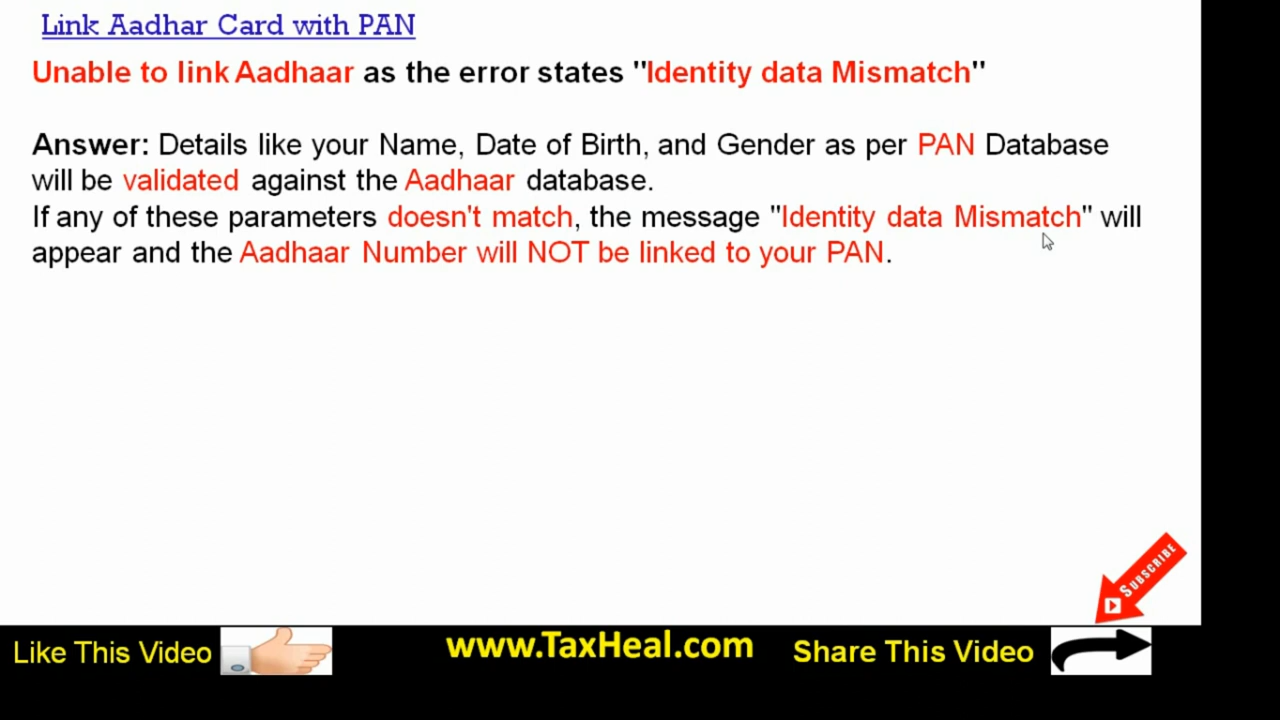 Link Aadhar Card with PAN
Unable to link Aadhaar as the error states "Identity data Mismatch"
Answer: Details like your Name, Date of Birth, and Gender as per PAN Database
will be validated against the Aadhaar database.
If any of these parameters doesn't match, the message "Identity data Mismatch" will
appear and the Aadhaar Number will NOT be linked to your PAN.
SUBSCRIBE
Like This Video
www.TaxHeal.com
Share This Video